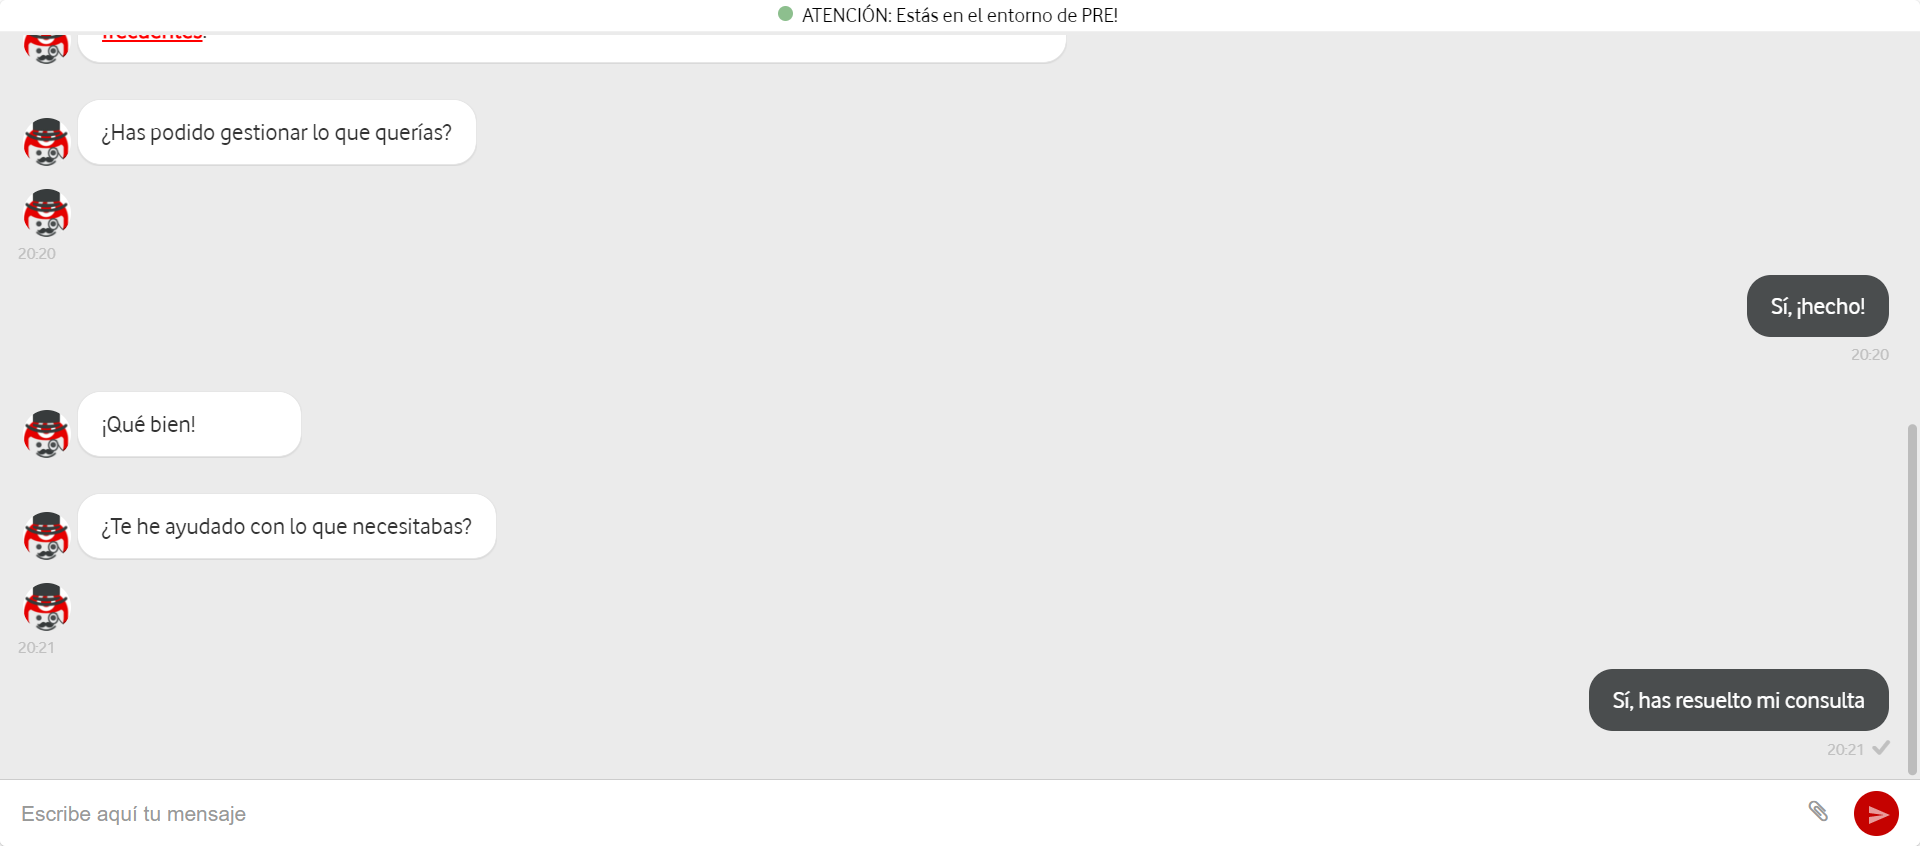 ATENCIÓN: Estás en el entorno de PRE!
frecuentes.
¿Has podido gestionar lo que querías?
20:20
Sí, ¡hecho!
20:20
¡Qué bien!
¿Te he ayudado con lo que necesitabas?
20:21
Sí, has resuelto mi consulta
20:21
Escribe aquí tu mensaje